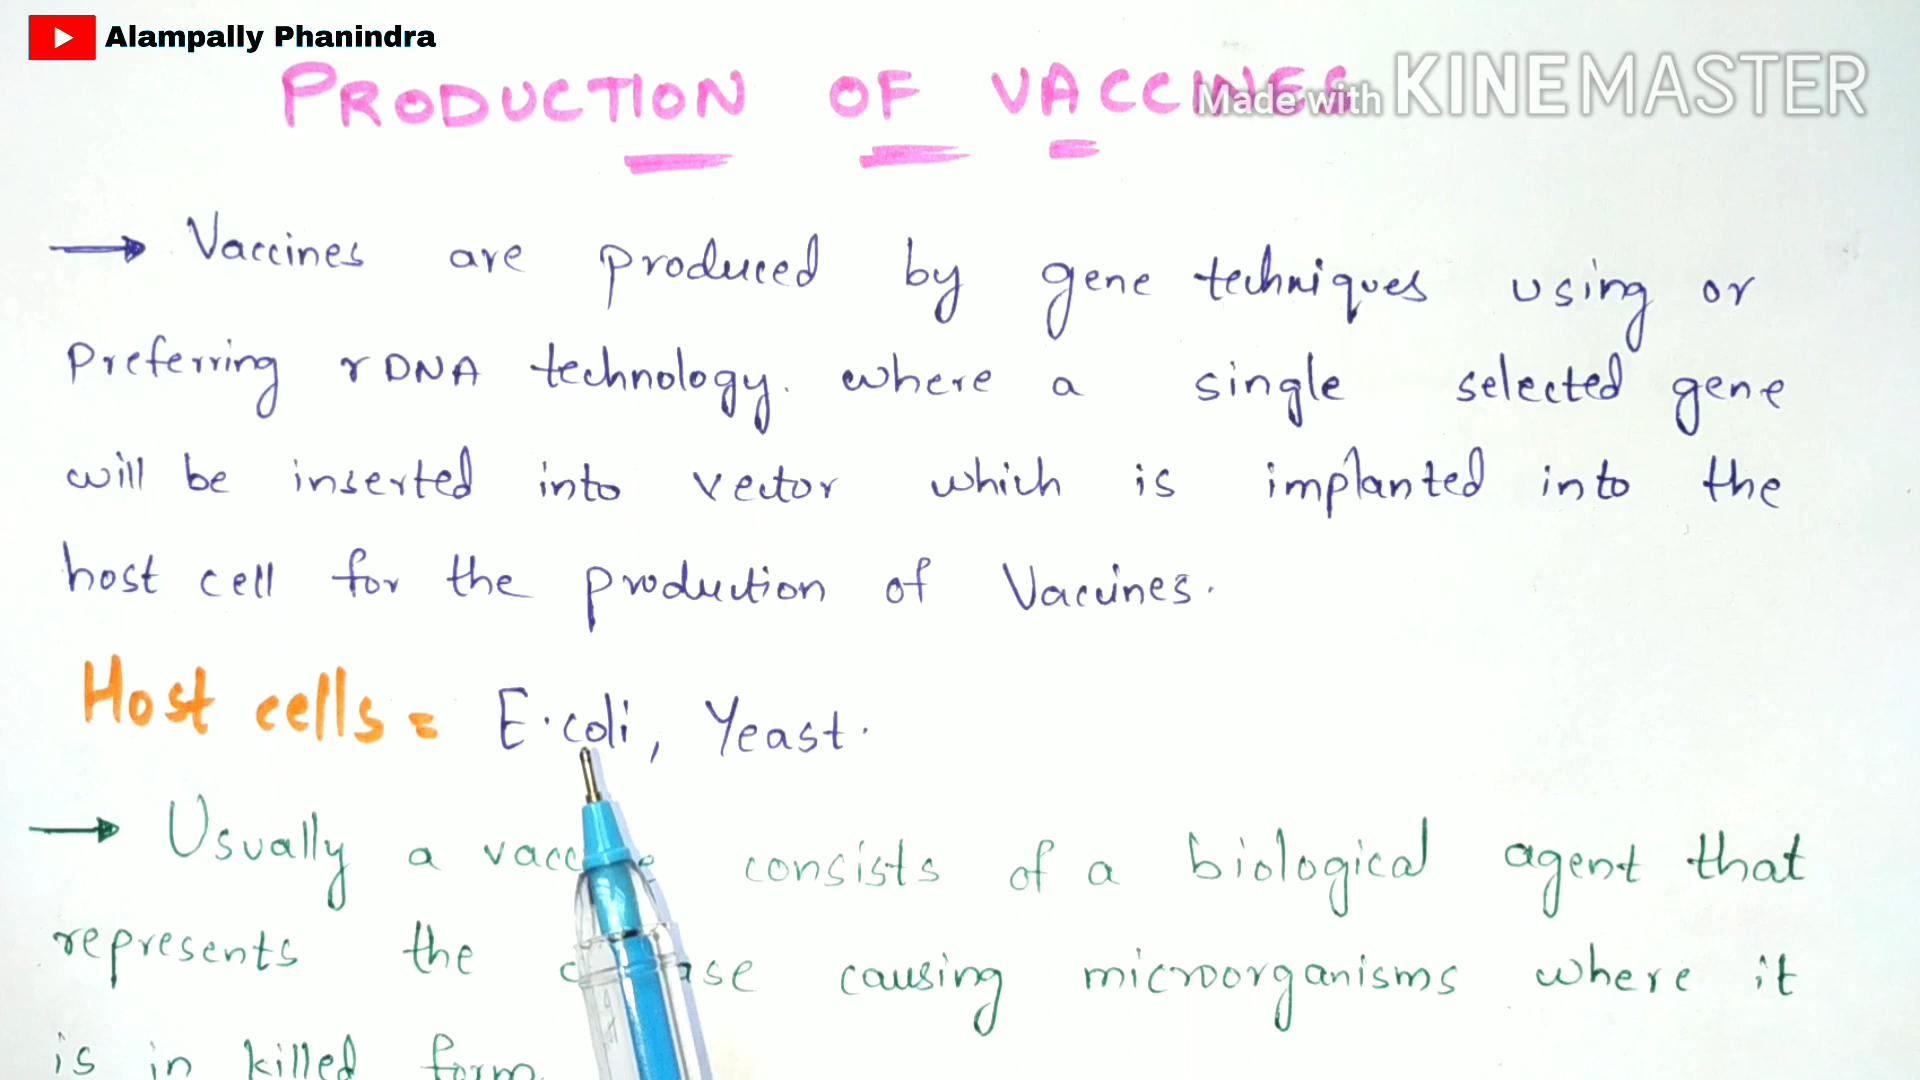 Alampally Phanindra
PRODUCTION OF VACCINES
Made with KINEMASTER
→ Vaccines are produced by gene techniques using or
Preferring rDNA technology. where a single selected gene
will be inserted into vector which is implanted into the
host cell for the production of Vaccines.
Host cells = E.coli, Yeast.
→ Usually a consists of a biological agent that
represents the causing microorganisms where it
is in killed form